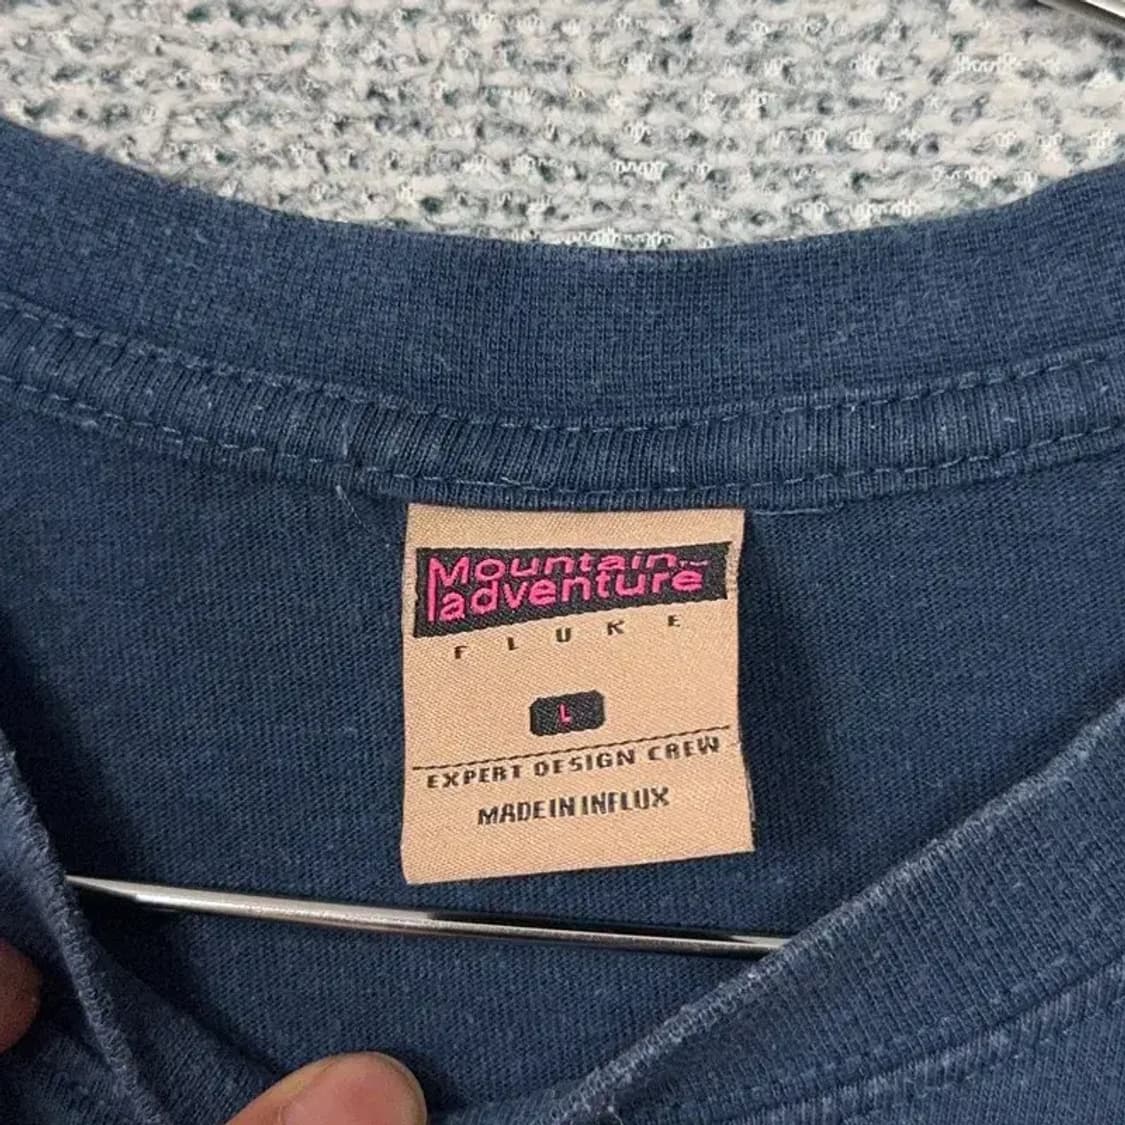 Mountain
adventure
FLUKE
L
EXPERT DESIGN CREW
MADE IN INFLUX